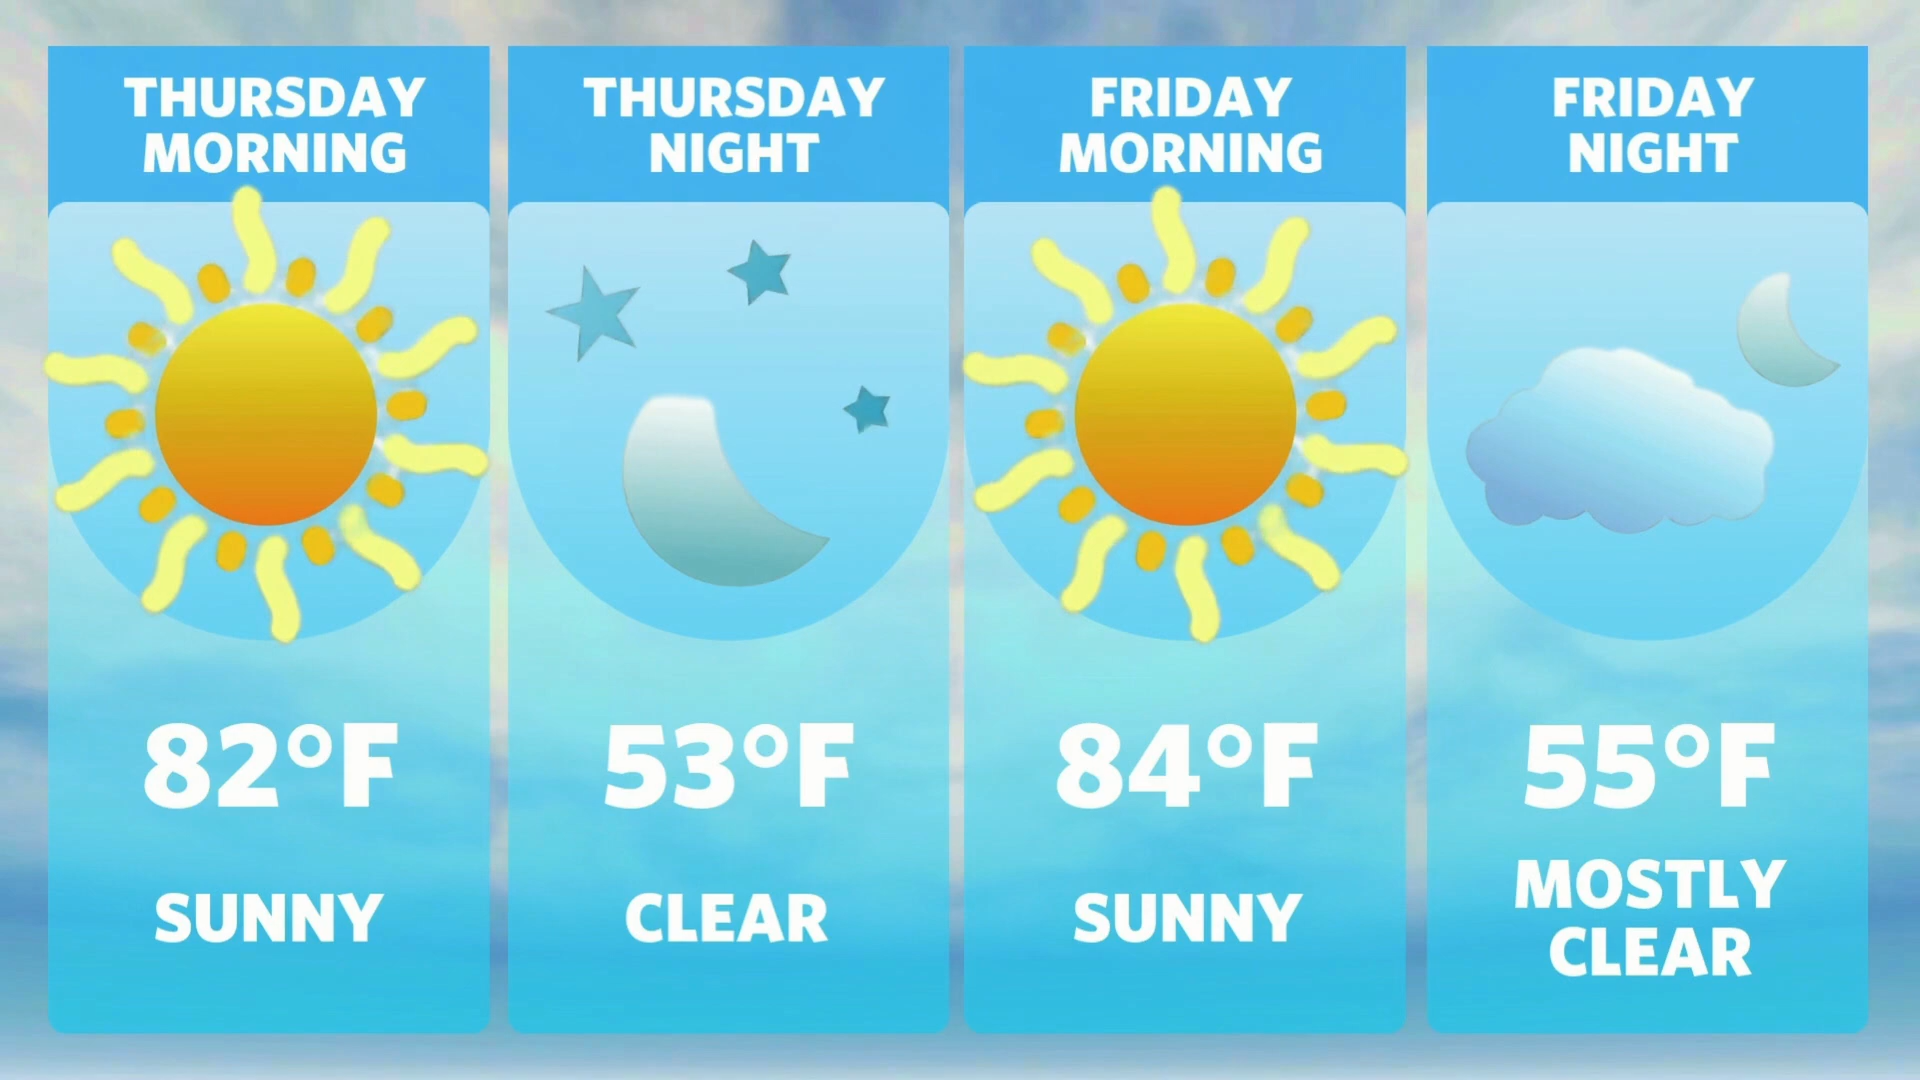 THURSDAY
MORNING
82°F
SUNNY
THURSDAY
NIGHT
53°F
CLEAR
FRIDAY
MORNING
84°F
SUNNY
FRIDAY
NIGHT
55°F
MOSTLY
CLEAR